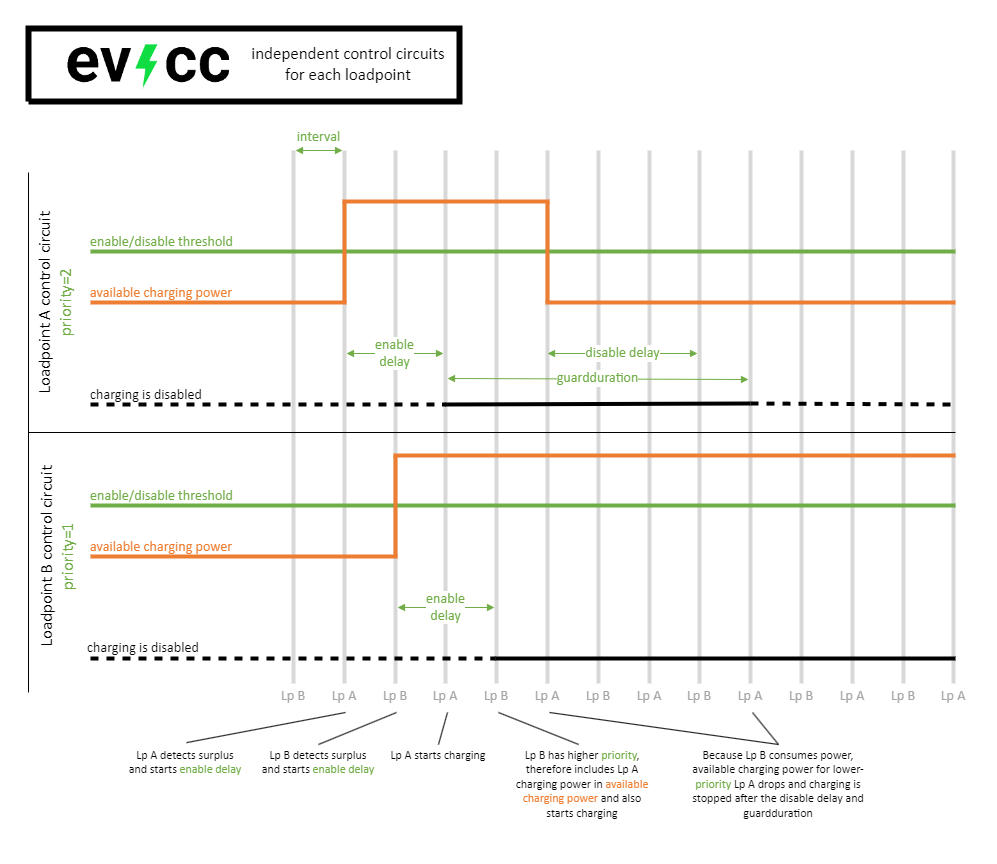 ev cc
independent control circuits
for each loadpoint
interval
Loadpoint A control circuit
priority=2
enable/disable threshold
available charging power
enable
delay
disable delay
guardduration
charging is disabled
Loadpoint B control circuit
priority=1
enable/disable threshold
available charging power
enable
delay
charging is disabled
Lp B Lp A Lp B Lp A Lp B Lp A Lp B Lp A Lp B Lp A Lp B Lp A Lp B Lp A
Lp A detects surplus
and starts enable delay
Lp B detects surplus
and starts enable delay
Lp A starts charging
Lp B has higher priority,
therefore includes Lp A
charging power in available
charging power and also
starts charging
Because Lp B consumes power,
available charging power for lower-
priority Lp A drops and charging is
stopped after the disable delay and
guardduration